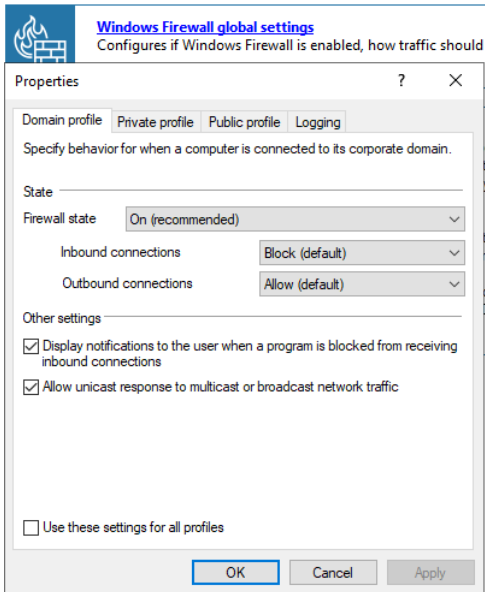 Windows Firewall global settings
Configures if Windows Firewall is enabled, how traffic should
Properties
?
Domain profile Private profile Public profile Logging
Specify behavior for when a computer is connected to its corporate domain.
State
Firewall state On (recommended)
Inbound connections Block (default)
Outbound connections Allow (default)
Other settings
Display notifications to the user when a program is blocked from receiving
inbound connections
Allow unicast response to multicast or broadcast network traffic
Use these settings for all profiles
OK Cancel Apply